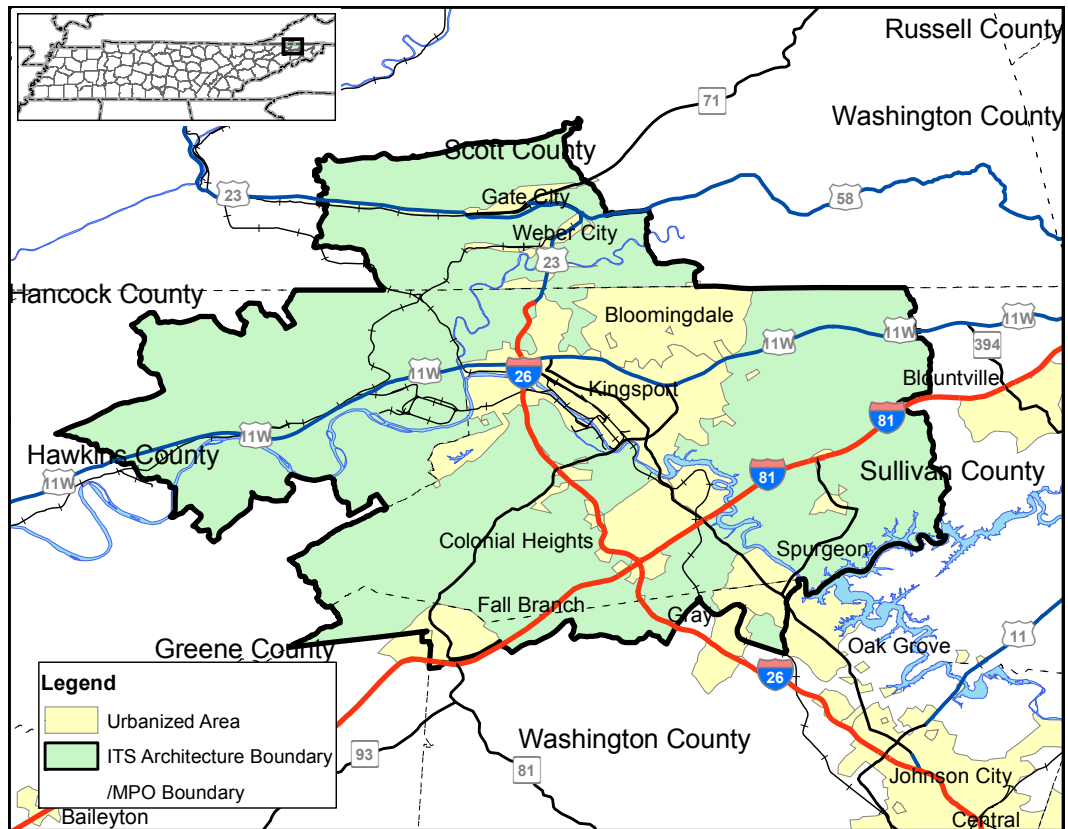 Russell County
71
Washington County
Scott County
23
Gate City
58
Weber City
23
Hancock County
Bloomingdale
11W
11W
11W
394
11W
26
Kingsport
Blountville
81
11W
Hawkins County
11W
81
Sullivan County
Colonial Heights
Spurgeon
Fall Branch
Gray
11
Greene County
Oak Grove
26
Legend
Urbanized Area
ITS Architecture Boundary
/MPO Boundary
Washington County
93
81
Johnson City
Baileyton
Central